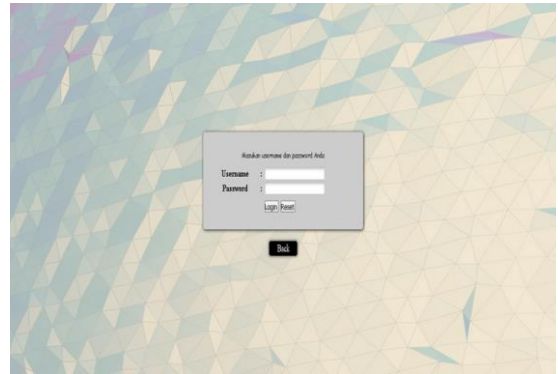 Masukan username dan password Anda
Username :
Password :
Login Reset
Back